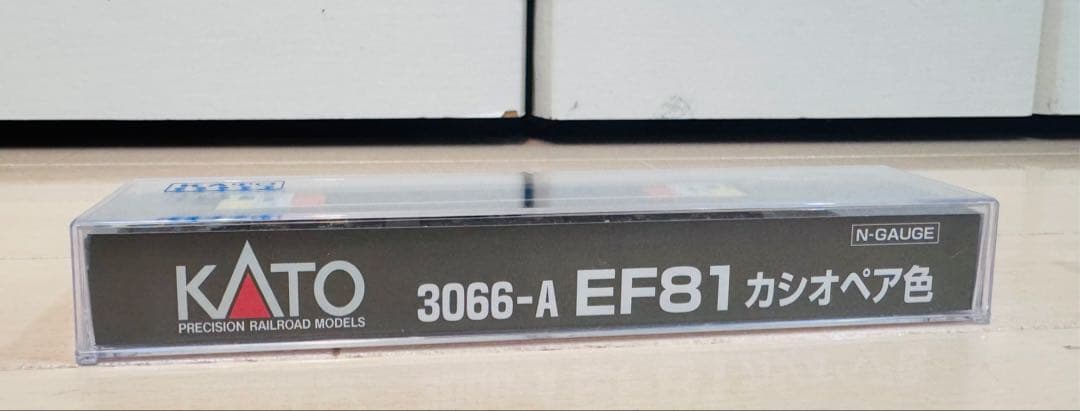 N-GAUGE
KATO
PRECISION RAILROAD MODELS
3066-A EF81 カシオペア色